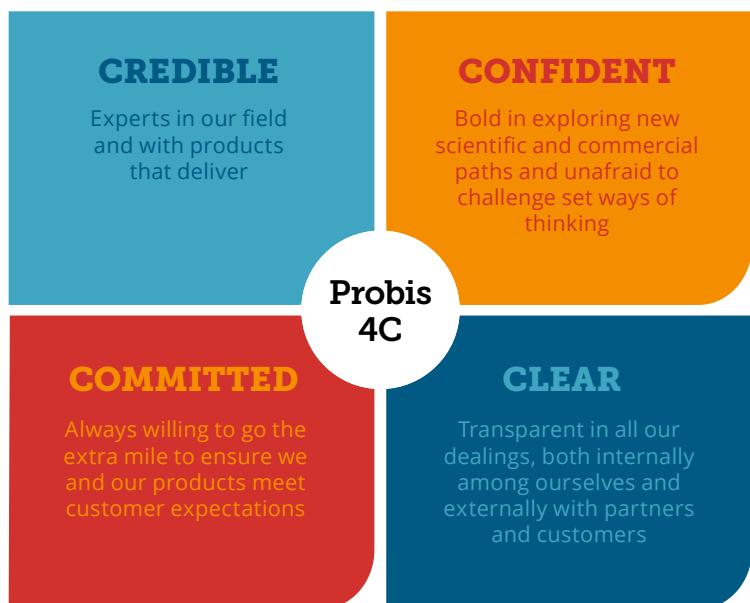 CREDIBLE
Experts in our field
and with products
that deliver
CONFIDENT
Bold in exploring new
scientific and commercial
paths and unafraid to
challenge set ways of
thinking
Probis
4C
COMMITTED
Always willing to go the
extra mile to ensure we
and our products meet
customer expectations
CLEAR
Transparent in all our
dealings, both internally
among ourselves and
externally with partners
and customers